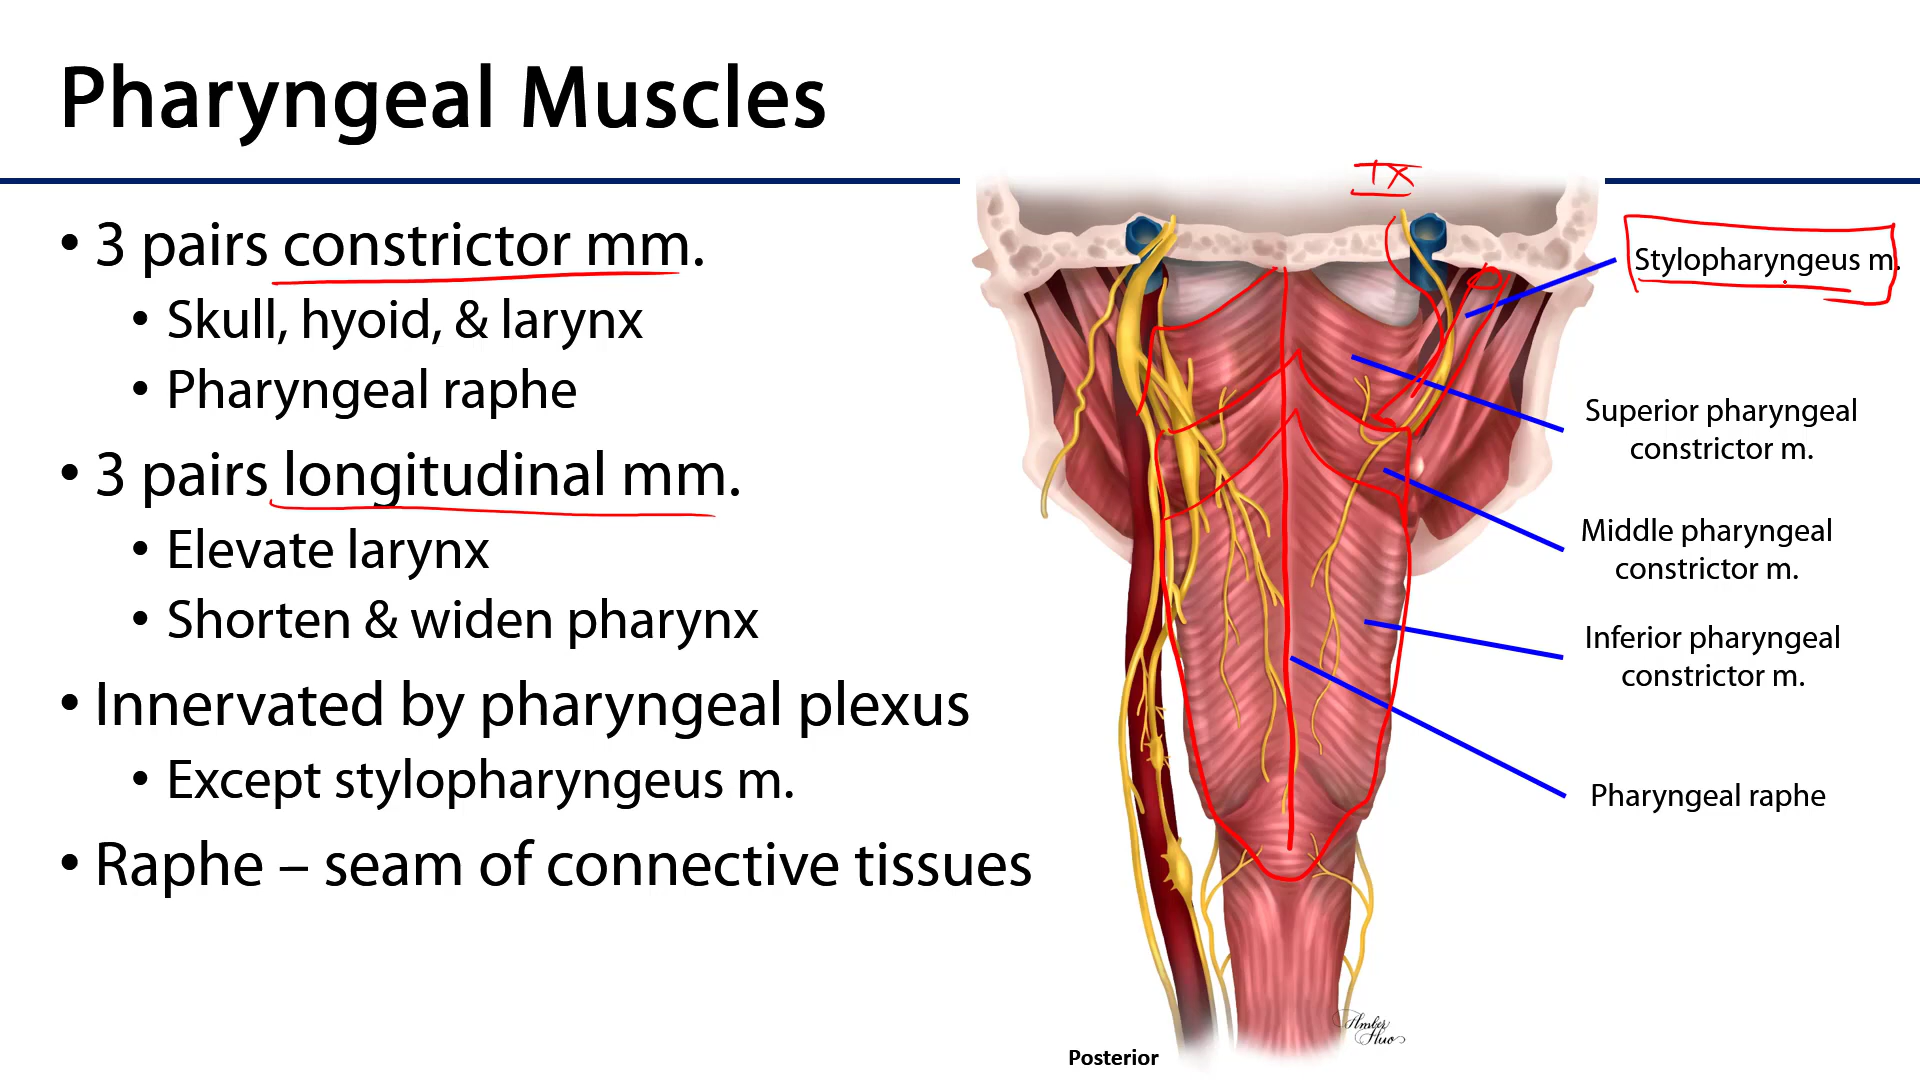 Pharyngeal Muscles
• 3 pairs constrictor mm.
• Skull, hyoid, & larynx
• Pharyngeal raphe
• 3 pairs longitudinal mm.
• Elevate larynx
• Shorten & widen pharynx
• Innervated by pharyngeal plexus
• Except stylopharyngeus m.
• Raphe – seam of connective tissues
IX
Stylopharyngeus m.
Superior pharyngeal
constrictor m.
Middle pharyngeal
constrictor m.
Inferior pharyngeal
constrictor m.
Pharyngeal raphe
Amber
Huo
Posterior